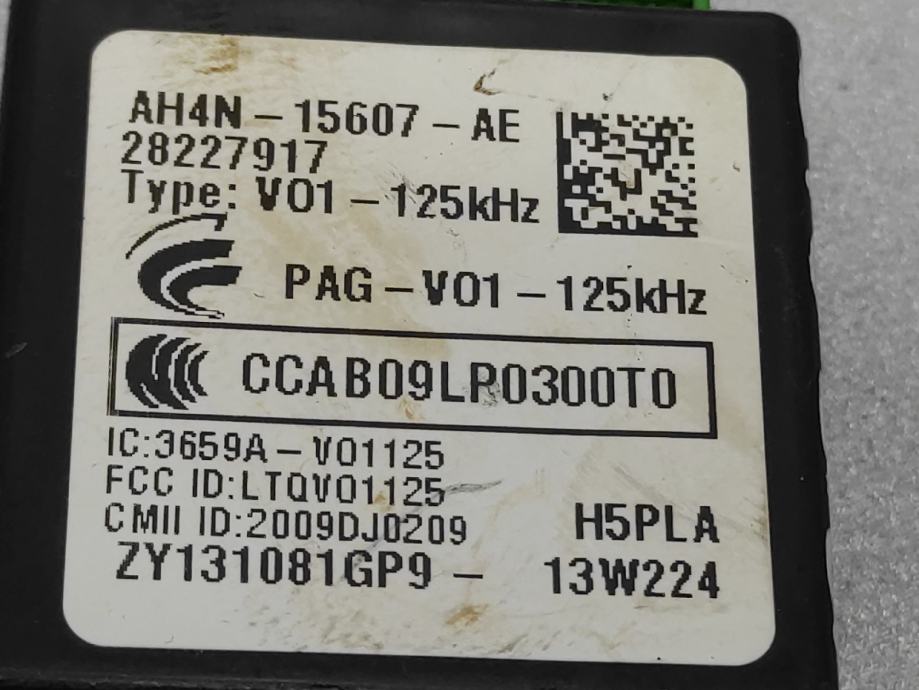 AH4N-15607-AE
28227917
Type: V01-125kHz
PAG-V01-125kHz
CCAB09LP0300T0
IC:3659A-V01125
FCC ID:LTQV01125
CMII ID:2009DJ0209
H5PLA
ZY131081GP9- 13W224